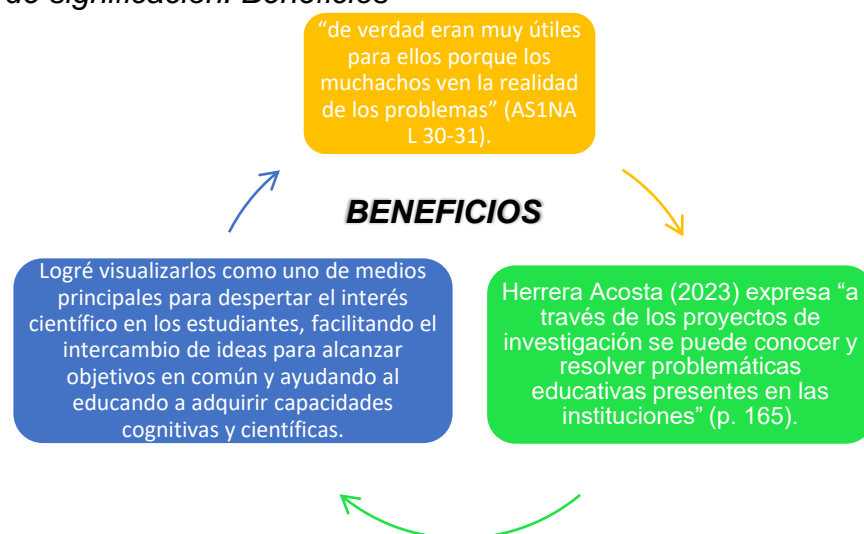 de significación: Beneficios
“de verdad eran muy útiles
para ellos porque los
muchachos ven la realidad
de los problemas” (AS1NA
L 30-31).
BENEFICIOS
Logré visualizarlos como uno de medios
principales para despertar el interés
científico en los estudiantes, facilitando el
intercambio de ideas para alcanzar
objetivos en común y ayudando al
educando a adquirir capacidades
cognitivas y científicas.
Herrera Acosta (2023) expresa “a
través de los proyectos de
investigación se puede conocer y
resolver problemáticas
educativas presentes en las
instituciones” (p. 165).